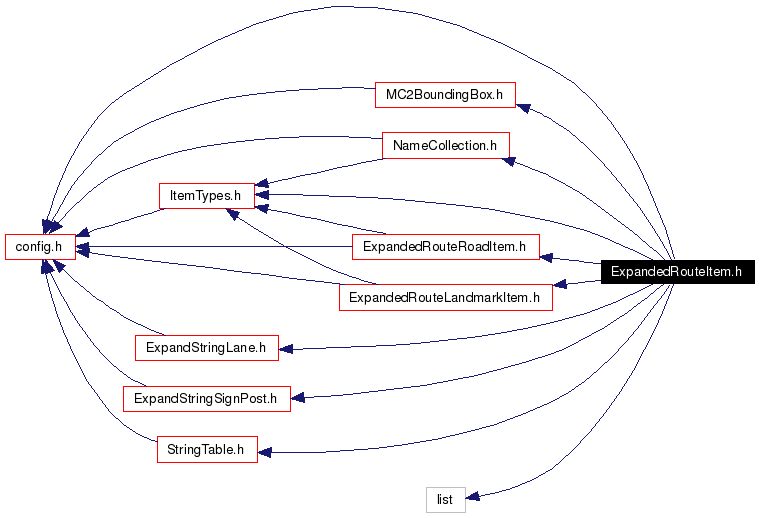 MC2BoundingBox.h
NameCollection.h
ItemTypes.h
config.h
ExpandedRouteRoadItem.h
ExpandedRouteItem.h
ExpandedRouteLandmarkItem.h
ExpandStringLane.h
ExpandStringSignPost.h
StringTable.h
list